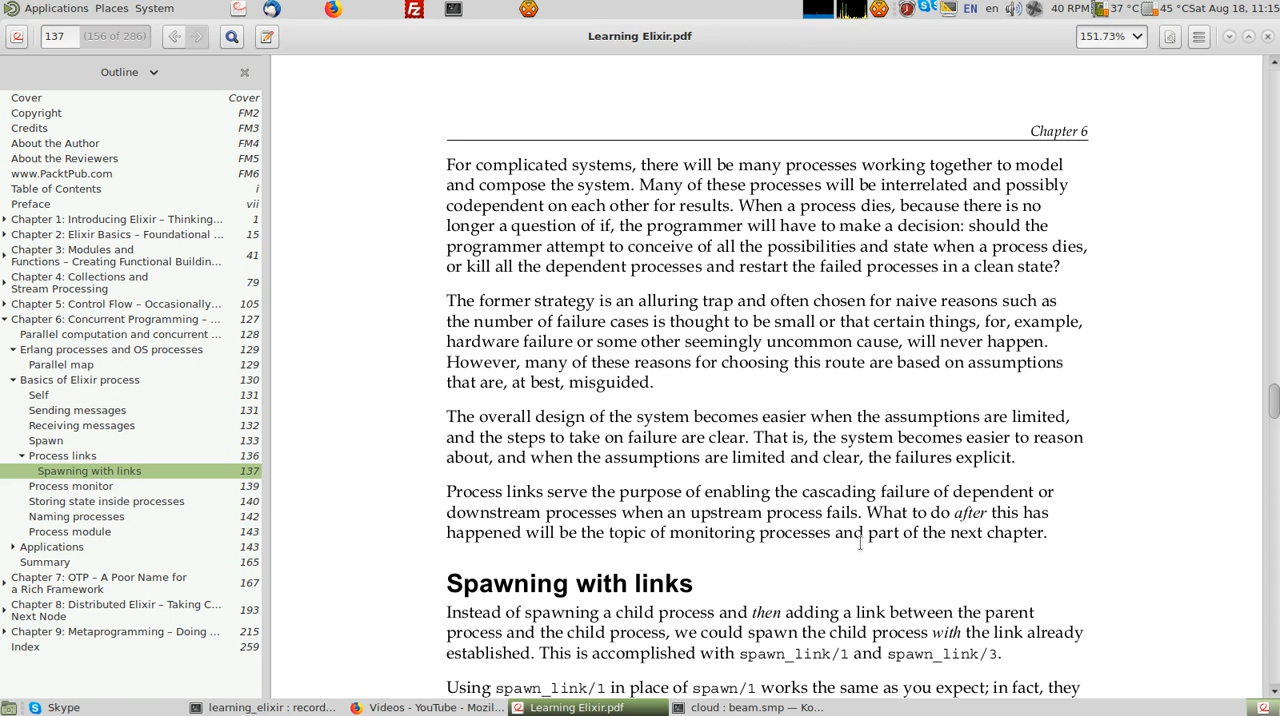 Applications Places System
EN en 40 RPM 37 °C 45 °C Sat Aug 18, 11:15
137 (156 of 286) Learning Elixir.pdf 151.73%
Outline
Cover Cover
Copyright FM2
Credits FM3
About the Author FM4
About the Reviewers FM5
www.PacktPub.com FM6
Table of Contents i
Preface vii
Chapter 1: Introducing Elixir – Thinking... 1
Chapter 2: Elixir Basics – Foundational ... 15
Chapter 3: Modules and
Functions – Creating Functional Buildin... 41
Chapter 4: Collections and
Stream Processing 79
Chapter 5: Control Flow – Occasionally... 105
Chapter 6: Concurrent Programming – ... 127
Parallel computation and concurrent ... 128
Erlang processes and OS processes 129
Parallel map 129
Basics of Elixir process 130
Self 131
Sending messages 131
Receiving messages 132
Spawn 133
Process links 136
Spawning with links 137
Process monitor 139
Storing state inside processes 140
Naming processes 142
Process module 143
Applications 143
Summary 165
Chapter 7: OTP – A Poor Name for
a Rich Framework 167
Chapter 8: Distributed Elixir – Taking C...
Next Node 193
Chapter 9: Metaprogramming – Doing ... 215
Index 259
Chapter 6
For complicated systems, there will be many processes working together to model
and compose the system. Many of these processes will be interrelated and possibly
codependent on each other for results. When a process dies, because there is no
longer a question of if, the programmer will have to make a decision: should the
programmer attempt to conceive of all the possibilities and state when a process dies,
or kill all the dependent processes and restart the failed processes in a clean state?
The former strategy is an alluring trap and often chosen for naive reasons such as
the number of failure cases is thought to be small or that certain things, for, example,
hardware failure or some other seemingly uncommon cause, will never happen.
However, many of these reasons for choosing this route are based on assumptions
that are, at best, misguided.
The overall design of the system becomes easier when the assumptions are limited,
and the steps to take on failure are clear. That is, the system becomes easier to reason
about, and when the assumptions are limited and clear, the failures explicit.
Process links serve the purpose of enabling the cascading failure of dependent or
downstream processes when an upstream process fails. What to do after this has
happened will be the topic of monitoring processes and part of the next chapter.
Spawning with links
Instead of spawning a child process and then adding a link between the parent
process and the child process, we could spawn the child process with the link already
established. This is accomplished with spawn_link/1 and spawn_link/3.
Using spawn_link/1 in place of spawn/1 works the same as you expect; in fact, they
Skype learning_elixir : record... Videos - YouTube - Mozil... Learning Elixir.pdf cloud : beam.smp — Ko...